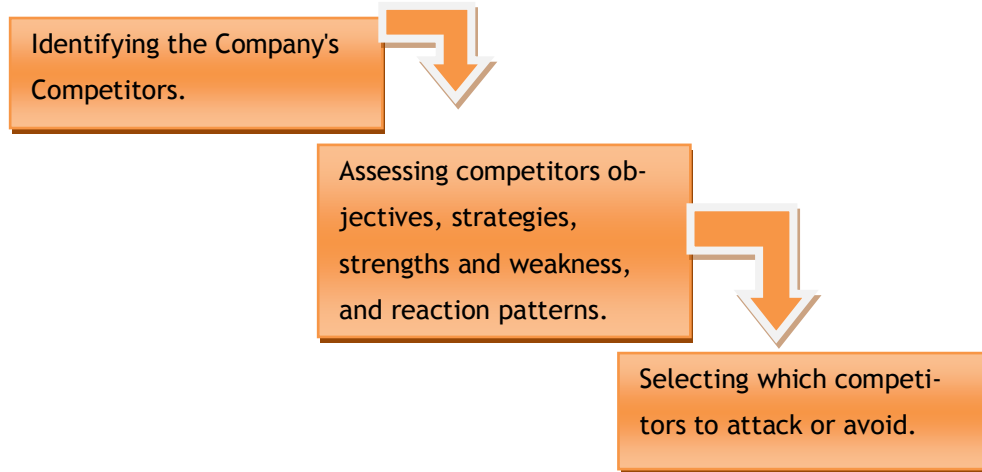 Identifying the Company's
Competitors.
Assessing competitors ob-
jectives, strategies,
strengths and weakness,
and reaction patterns.
Selecting which competi-
tors to attack or avoid.